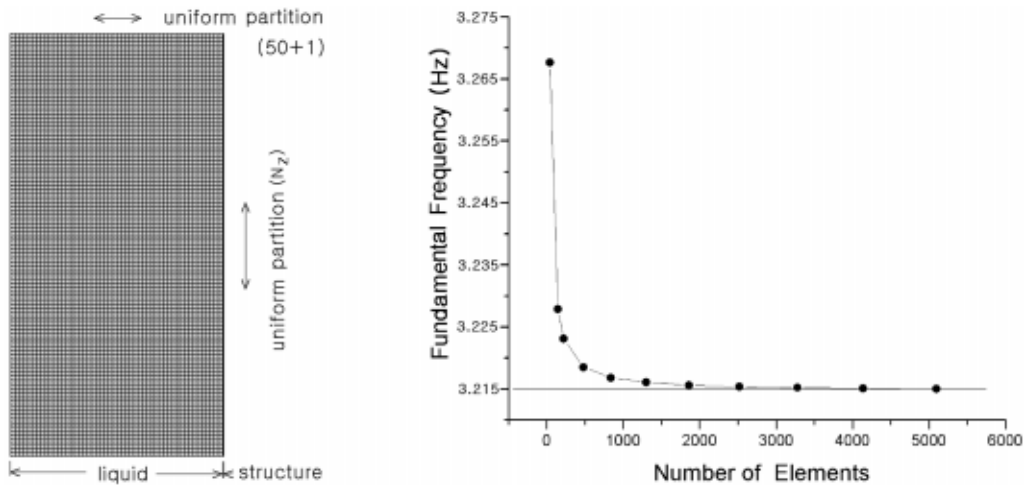 uniform partition
(50+1)
uniform partition (Nz)
liquid
structure
Fundamental Frequency (Hz)
3.275
3.265
3.255
3.245
3.235
3.225
3.215
0
1000
2000
3000
4000
5000
6000
Number of Elements